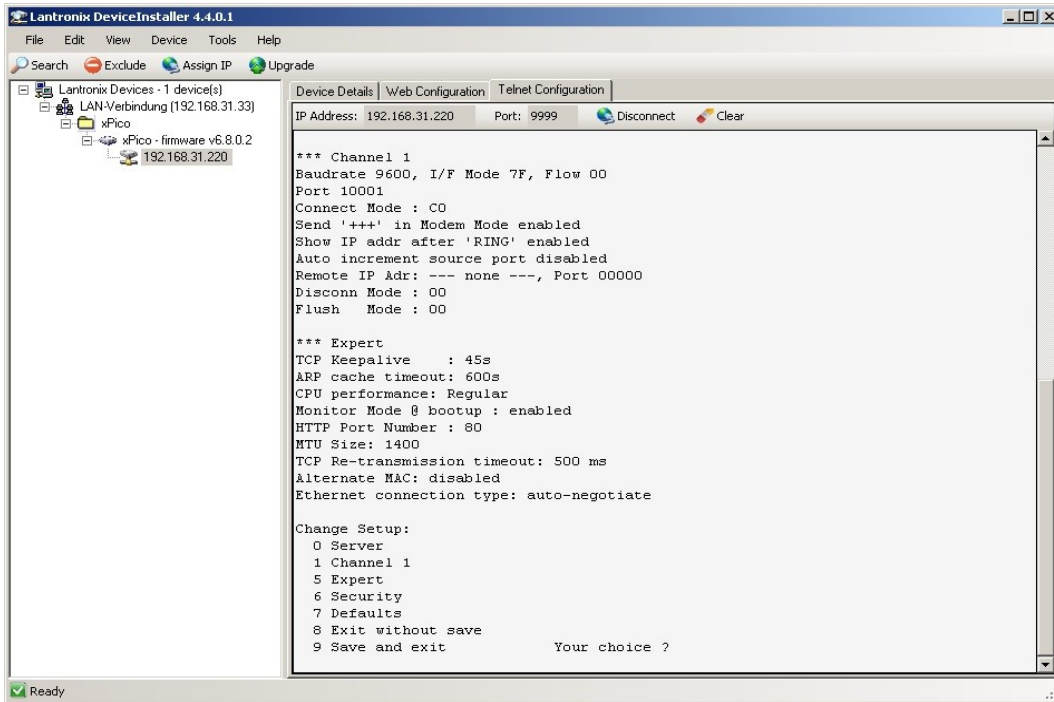 Lantronix DeviceInstaller 4.4.0.1
File Edit View Device Tools Help
Search Exclude Assign IP Upgrade
Lantronix Devices - 1 device(s)
LAN-Verbindung (192.168.31.33)
xPico
xPico - firmware v6.8.0.2
192.168.31.220
Device Details Web Configuration Telnet Configuration
IP Address: 192.168.31.220 Port: 9999 Disconnect Clear
*** Channel 1
Baudrate 9600, I/F Mode 7F, Flow 00
Port 10001
Connect Mode : C0
Send '+++' in Modem Mode enabled
Show IP addr after 'RING' enabled
Auto increment source port disabled
Remote IP Adr: --- none ---, Port 00000
Disconn Mode : 00
Flush   Mode : 00
*** Expert
TCP Keepalive    : 45s
ARP cache timeout: 600s
CPU performance: Regular
Monitor Mode @ bootup : enabled
HTTP Port Number : 80
MTU Size: 1400
TCP Re-transmission timeout: 500 ms
Alternate MAC: disabled
Ethernet connection type: auto-negotiate
Change Setup:
0 Server
1 Channel 1
5 Expert
6 Security
7 Defaults
8 Exit without save
9 Save and exit            Your choice ?
Ready